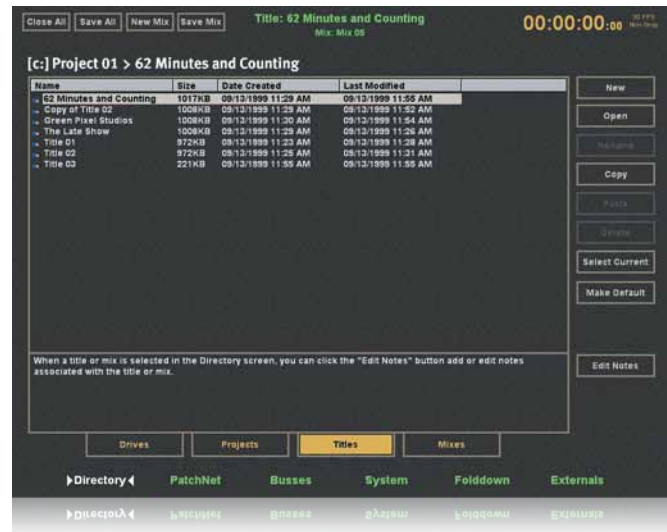 Close All Save All New Mix Save Mix
Title: 62 Minutes and Counting
Mix: Mix 05
00:00:00:00
30 FPS
Non-Drop
[c:] Project 01 > 62 Minutes and Counting
Name Size Date Created Last Modified
62 Minutes and Counting 1017KB 09/13/1999 11:29 AM 09/13/1999 11:55 AM
Copy of Title 02 1008KB 09/13/1999 11:29 AM 09/13/1999 11:52 AM
Green Pixel Studios 1008KB 09/13/1999 11:30 AM 09/13/1999 11:54 AM
The Late Show 1008KB 09/13/1999 11:29 AM 09/13/1999 11:26 AM
Title 01 972KB 09/13/1999 11:23 AM 09/13/1999 11:28 AM
Title 02 972KB 09/13/1999 11:25 AM 09/13/1999 11:31 AM
Title 03 221KB 09/13/1999 11:55 AM 09/13/1999 11:55 AM
New
Open
Rename
Copy
Paste
Delete
Select Current
Make Default
When a title or mix is selected in the Directory screen, you can click the "Edit Notes" button add or edit notes
associated with the title or mix.
Edit Notes
Drives Projects Titles Mixes
Directory PatchNet Busses System Folddown Externals